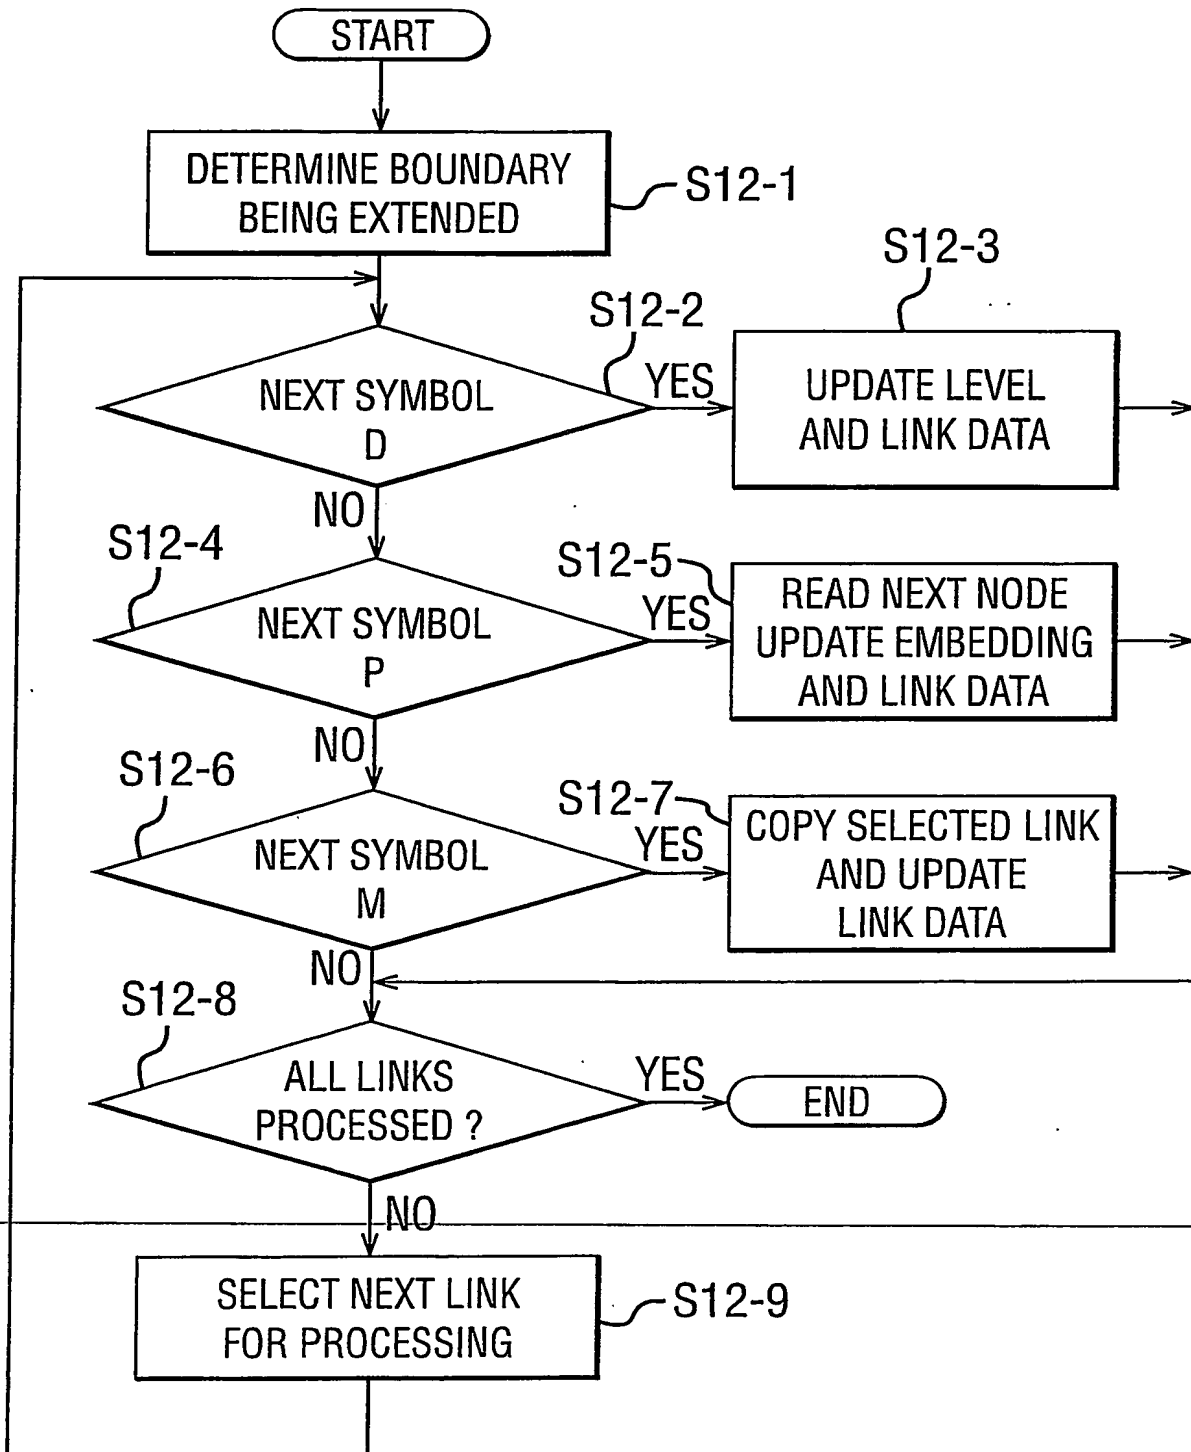 START
DETERMINE BOUNDARY
BEING EXTENDED
S12-1
S12-3
S12-2
NEXT SYMBOL
D
YES
UPDATE LEVEL
AND LINK DATA
NO
S12-4
NEXT SYMBOL
P
S12-5
YES
READ NEXT NODE
UPDATE EMBEDDING
AND LINK DATA
NO
S12-6
NEXT SYMBOL
M
S12-7
YES
COPY SELECTED LINK
AND UPDATE
LINK DATA
NO
S12-8
ALL LINKS
PROCESSED ?
YES
END
NO
SELECT NEXT LINK
FOR PROCESSING
S12-9